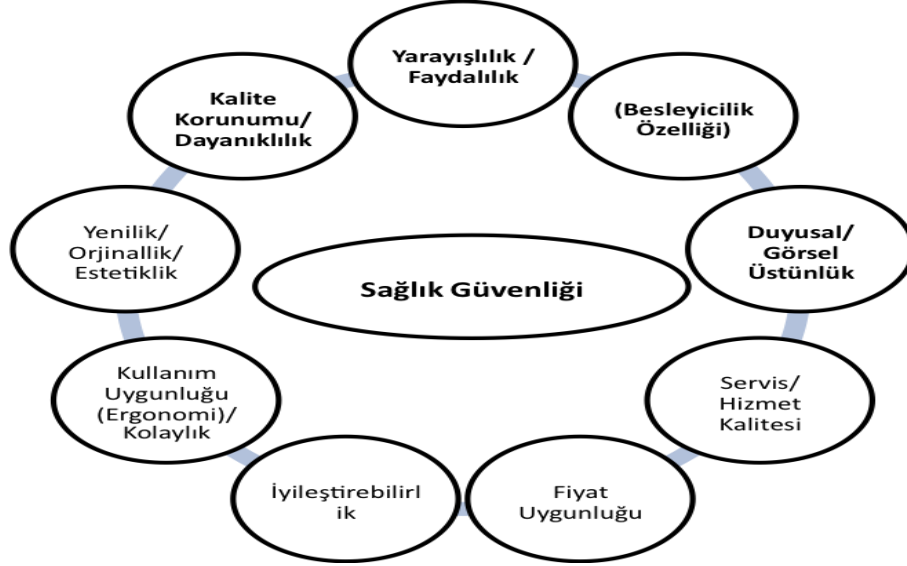 Yarayışlılık /
Faydalılık
(Besleyicilik
Özelliği)
Duyusal/
Görsel
Üstünlük
Servis/
Hizmet
Kalitesi
Fiyat
Uygunluğu
İyileştirebilirl
ik
Kullanım
Uygunluğu
(Ergonomi)/
Kolaylık
Yenilik/
Orjinallik/
Estetiklik
Kalite
Korunumu/
Dayanıklılık
Sağlık Güvenliği